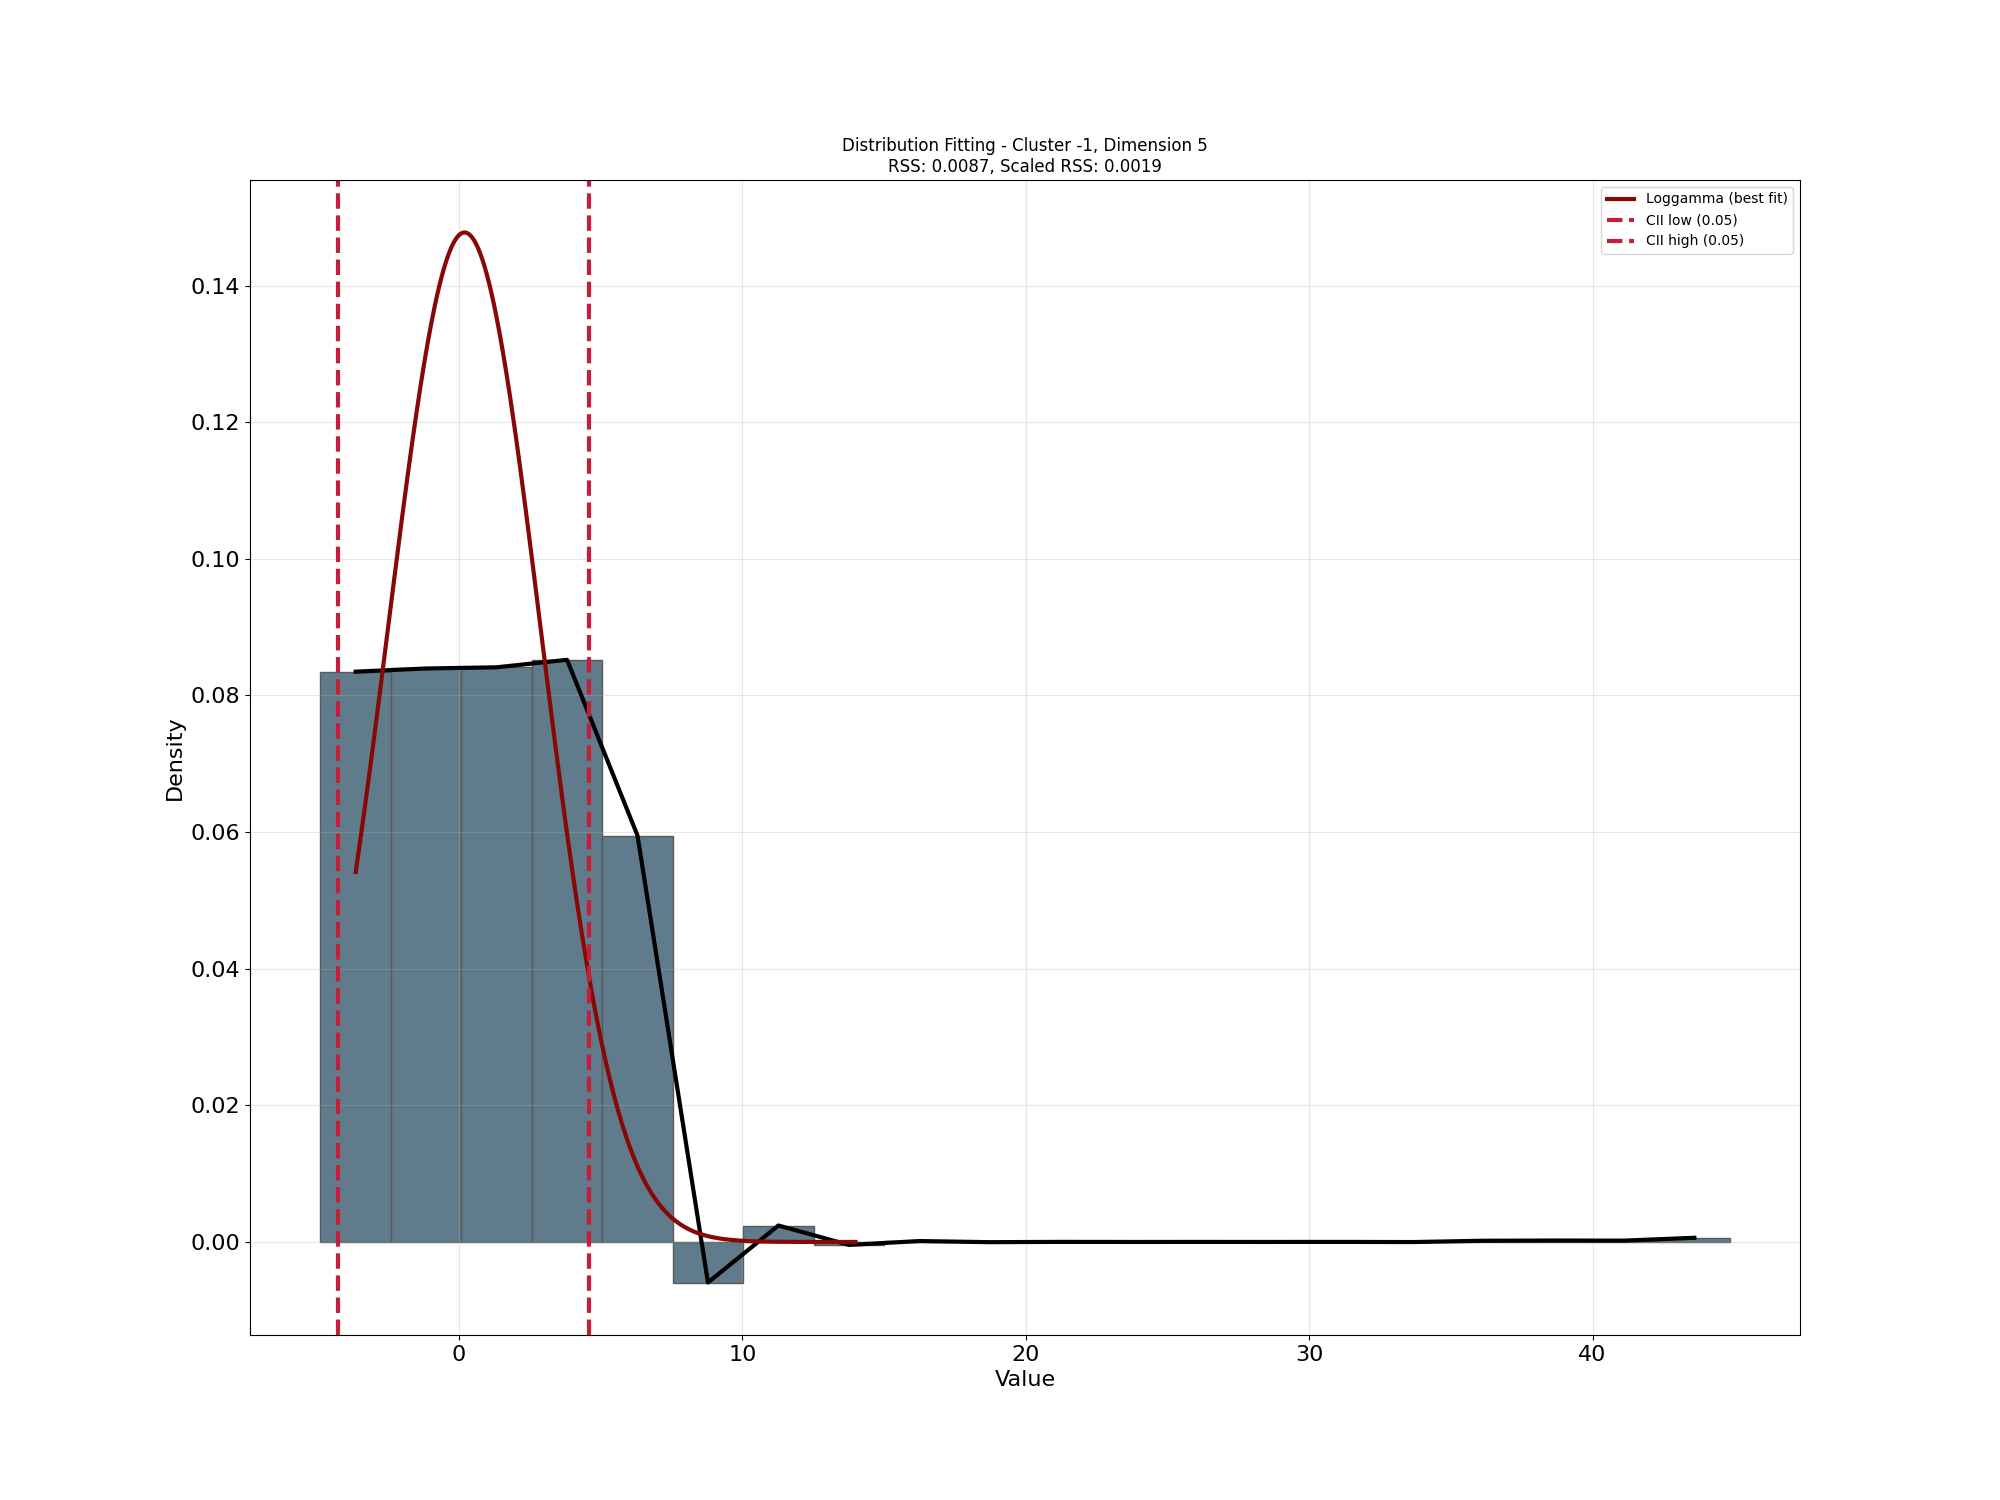 Distribution Fitting - Cluster -1, Dimension 5
RSS: 0.0087, Scaled RSS: 0.0019
Loggamma (best fit)
CII low (0.05)
CII high (0.05)
0.14
0.12
0.10
0.08
0.06
0.04
0.02
0.00
Density
0 10 20 30 40
Value